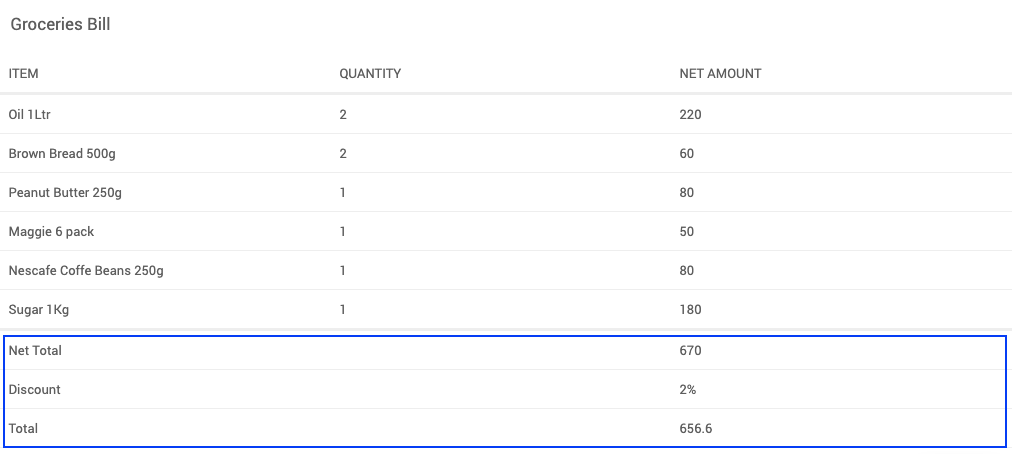 Groceries Bill
ITEM QUANTITY NET AMOUNT
Oil 1Ltr 2 220
Brown Bread 500g 2 60
Peanut Butter 250g 1 80
Maggie 6 pack 1 50
Nescafe Coffe Beans 250g 1 80
Sugar 1Kg 1 180
Net Total 670
Discount 2%
Total 656.6